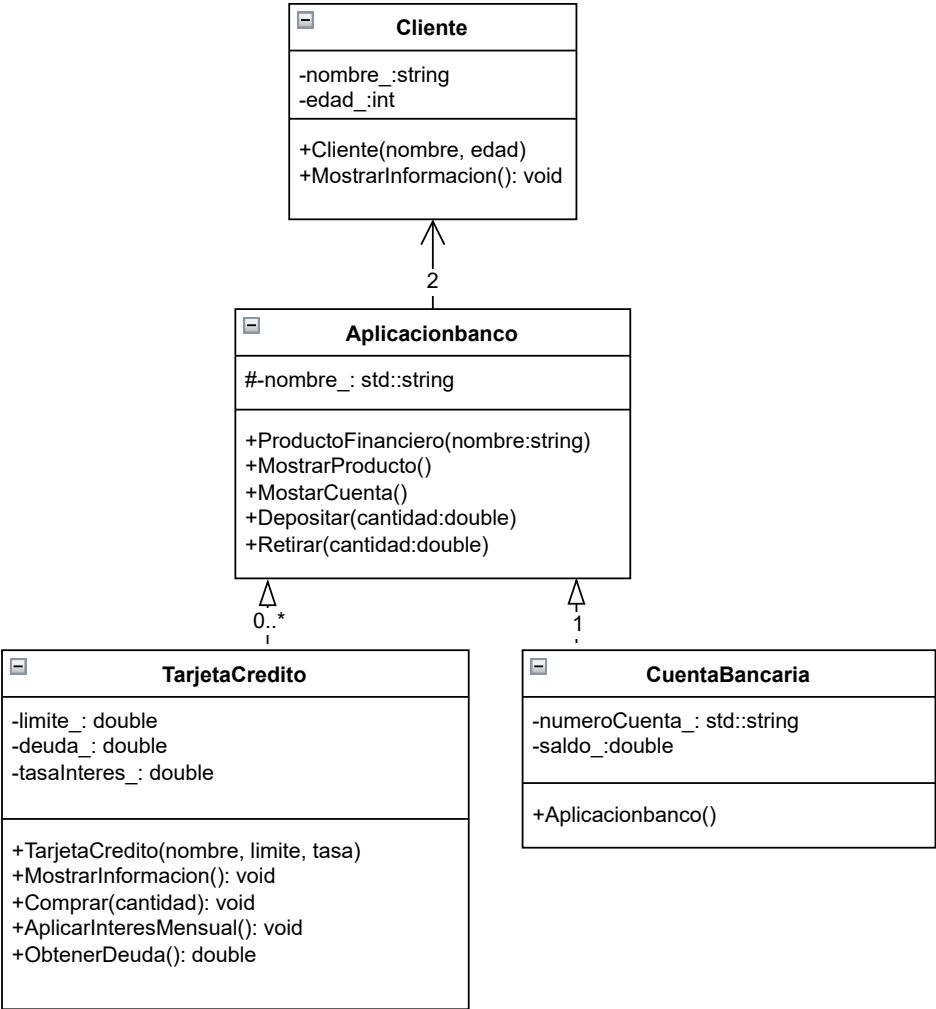 Cliente
-nombre_:string
-edad_:int
+Cliente(nombre, edad)
+MostrarInformacion(): void
2
Aplicacionbanco
#-nombre_: std::string
+ProductoFinanciero(nombre:string)
+MostrarProducto()
+MostarCuenta()
+Depositar(cantidad:double)
+Retirar(cantidad:double)
0..*
1
TarjetaCredito
-limite_: double
-deuda_: double
-tasaInteres_: double
+TarjetaCredito(nombre, limite, tasa)
+MostrarInformacion(): void
+Comprar(cantidad): void
+AplicarInteresMensual(): void
+ObtenerDeuda(): double
CuentaBancaria
-numeroCuenta_: std::string
-saldo_:double
+Aplicacionbanco()